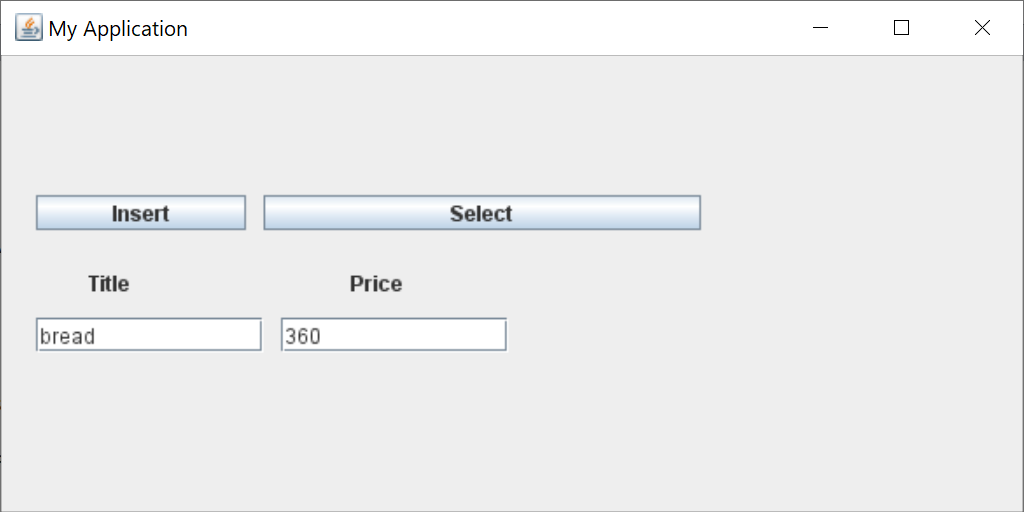 My Application
Insert Select
Title Price
bread 360